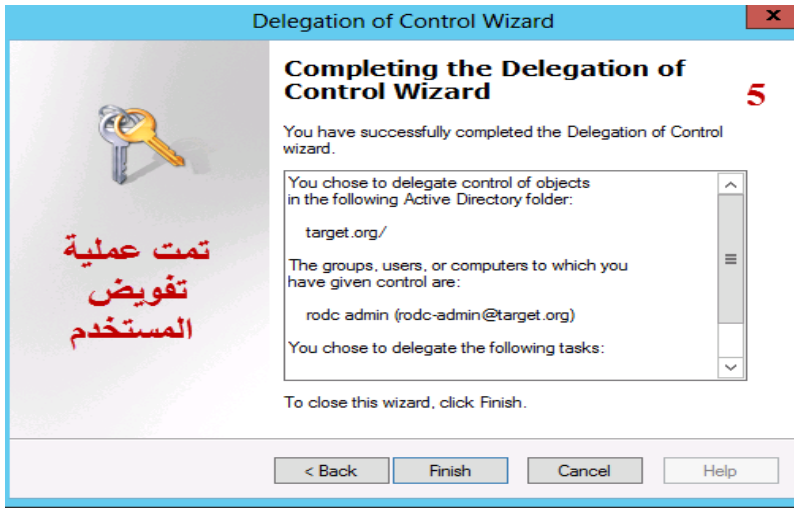 Delegation of Control Wizard
x
Completing the Delegation of
Control Wizard
5
You have successfully completed the Delegation of Control
wizard.
You chose to delegate control of objects
in the following Active Directory folder:
target.org/
The groups, users, or computers to which you
have given control are:
rodc admin (rodc-admin@target.org)
You chose to delegate the following tasks:
تمت عملية
تفويض
المستخدم
To close this wizard, click Finish.
< Back
Finish
Cancel
Help